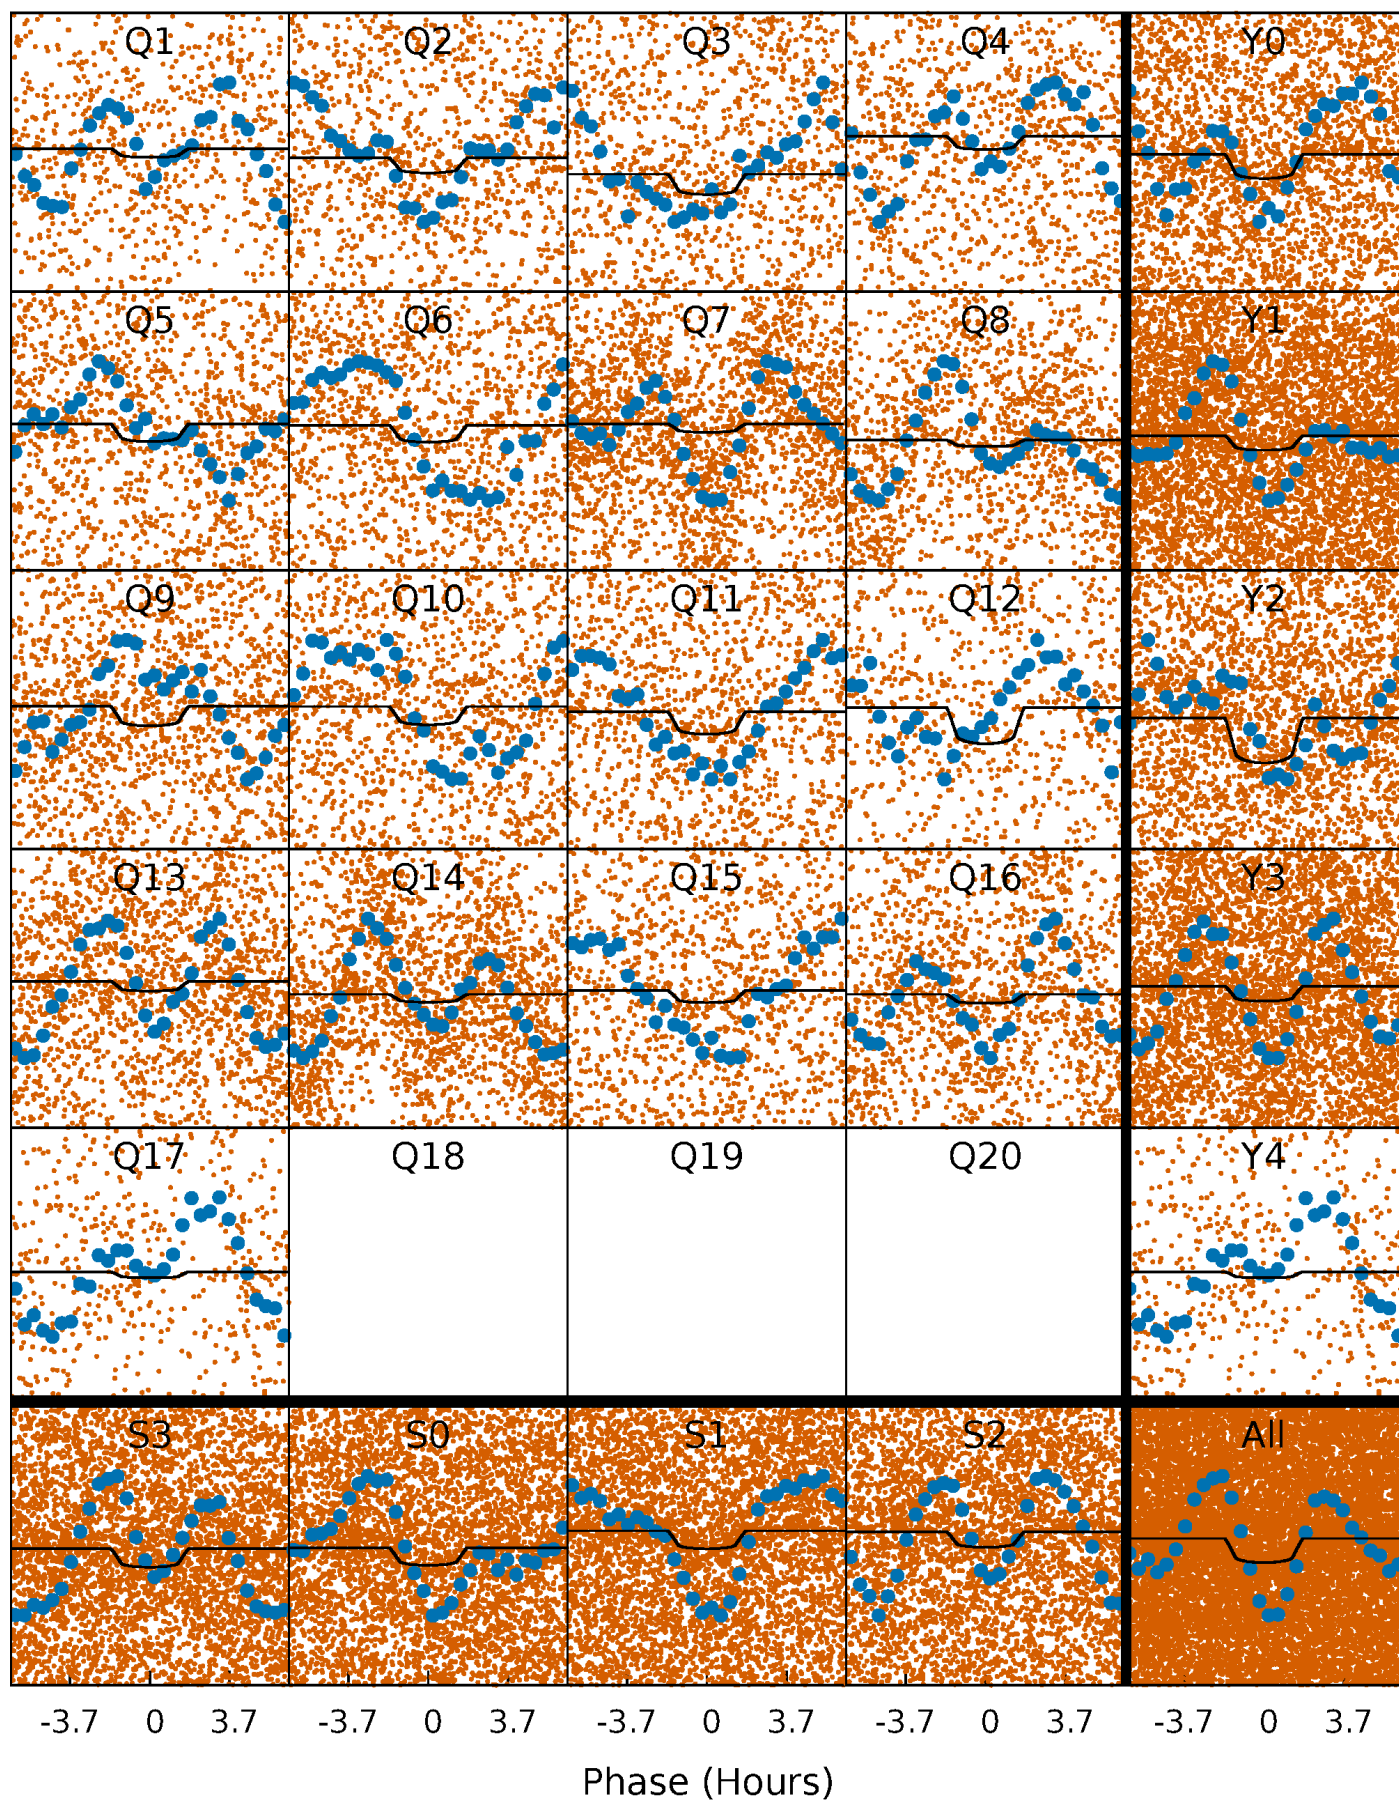 Q1 Q2 Q3 Q4 Y0
Q5 Q6 Q7 Q8 Y1
Q9 Q10 Q11 Q12 Y2
Q13 Q14 Q15 Q16 Y3
Q17 Q18 Q19 Q20 Y4
S3 S0 S1 S2 All
-3.7 0 3.7 -3.7 0 3.7 -3.7 0 3.7 -3.7 0 3.7 -3.7 0 3.7
Phase (Hours)